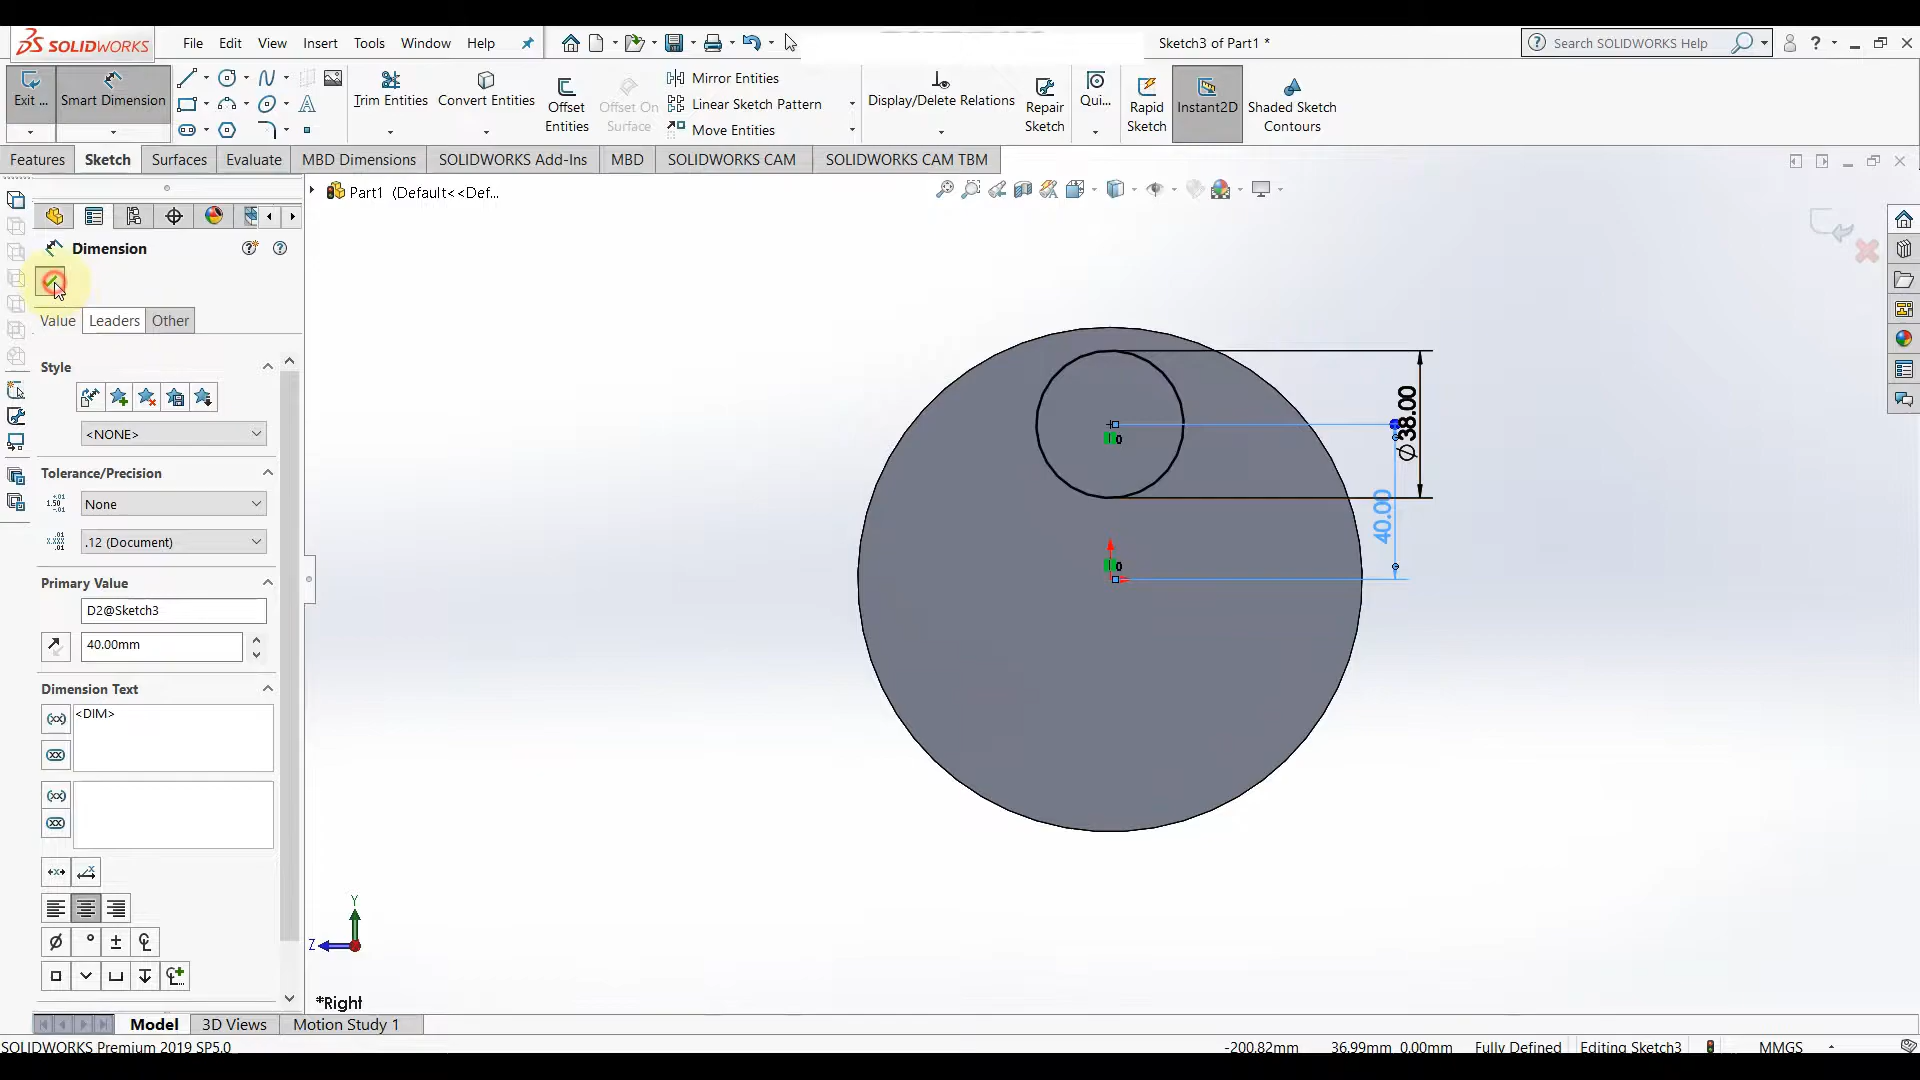 SOLIDWORKS File Edit View Insert Tools Window Help Sketch3 of Part1 * Search SOLIDWORKS Help
Exit ... Smart Dimension Trim Entities Convert Entities Offset Entities Offset On Surface Mirror Entities Linear Sketch Pattern Move Entities Display/Delete Relations Repair Sketch Qui... Rapid Sketch Instant2D Shaded Sketch Contours
Features Sketch Surfaces Evaluate MBD Dimensions SOLIDWORKS Add-Ins MBD SOLIDWORKS CAM SOLIDWORKS CAM TBM
Part1 (Default<<Def...
Dimension
Value Leaders Other
Style
<NONE>
Tolerance/Precision
None
.12 (Document)
Primary Value
D2@Sketch3
40.00mm
Dimension Text
<DIM>
∅38.00
40.00
0
0
Y
Z
*Right
Model 3D Views Motion Study 1
SOLIDWORKS Premium 2019 SP5.0 -200.82mm 36.99mm 0.00mm Fully Defined Editing Sketch3 MMGS